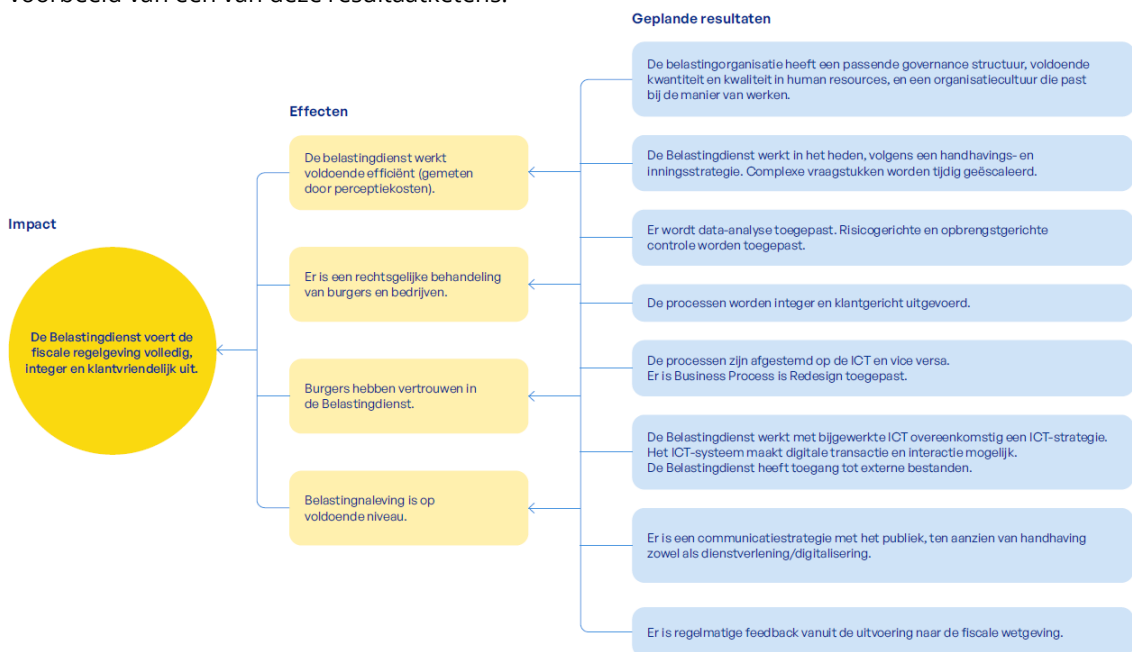 voorbeeld van een van deze resultaatketens.
Geplande resultaten
De belastingorganisatie heeft een passende governance structuur, voldoende
kwantiteit en kwaliteit in human resources, en een organisatiecultuur die past
bij de manier van werken.
Effecten
De belastingdienst werkt
voldoende efficiënt (gemeten
door perceptiekosten).
De Belastingdienst werkt in het heden, volgens een handhavings- en
inningsstrategie. Complexe vraagstukken worden tijdig geëscaleerd.
Impact
Er wordt data-analyse toegepast. Risicogerichte en opbrengstgerichte
controle worden toegepast.
Er is een rechtsgelijke behandeling
van burgers en bedrijven.
De processen worden integer en klantgericht uitgevoerd.
De Belastingdienst voert de
fiscale regelgeving volledig,
integer en klantvriendelijk uit.
De processen zijn afgestemd op de ICT en vice versa.
Er is Business Process is Redesign toegepast.
Burgers hebben vertrouwen in
de Belastingdienst.
De Belastingdienst werkt met bijgewerkte ICT overeenkomstig een ICT-strategie.
Het ICT-systeem maakt digitale transactie en interactie mogelijk.
De Belastingdienst heeft toegang tot externe bestanden.
Belastingnaleving is op
voldoende niveau.
Er is een communicatiestrategie met het publiek, ten aanzien van handhaving
zowel als dienstverlening/digitalisering.
Er is regelmatige feedback vanuit de uitvoering naar de fiscale wetgeving.